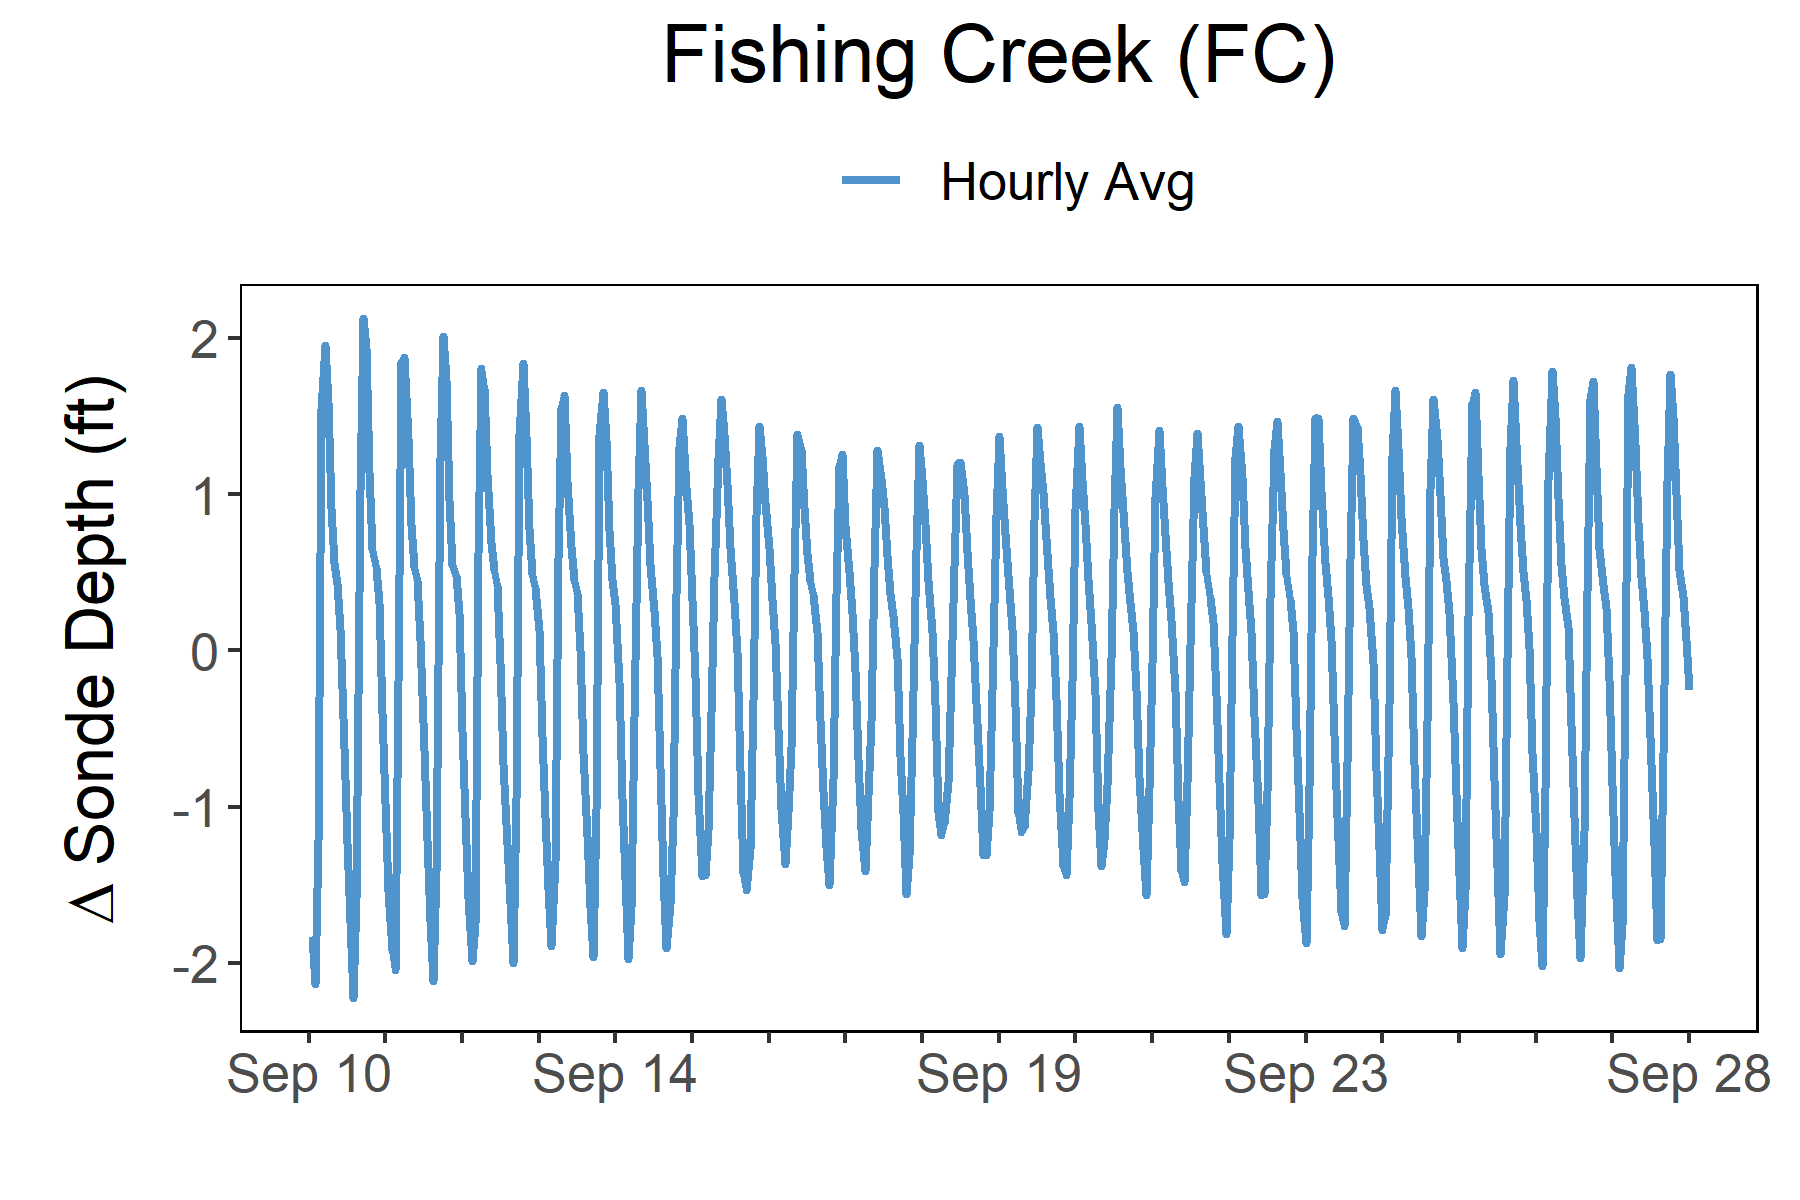 Fishing Creek (FC)
Hourly Avg
Δ Sonde Depth (ft)
2
1
0
-1
-2
Sep 10 Sep 14 Sep 19 Sep 23 Sep 28